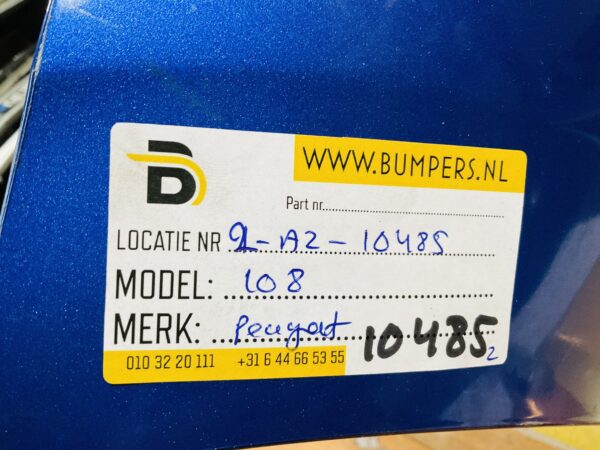 WWW.BUMPERS.NL
Part nr.
LOCATIE NR 2-A2-10485
MODEL: 108
MERK: Peugeot
10485 2
010 32 20 111 +31 6 44 66 53 55